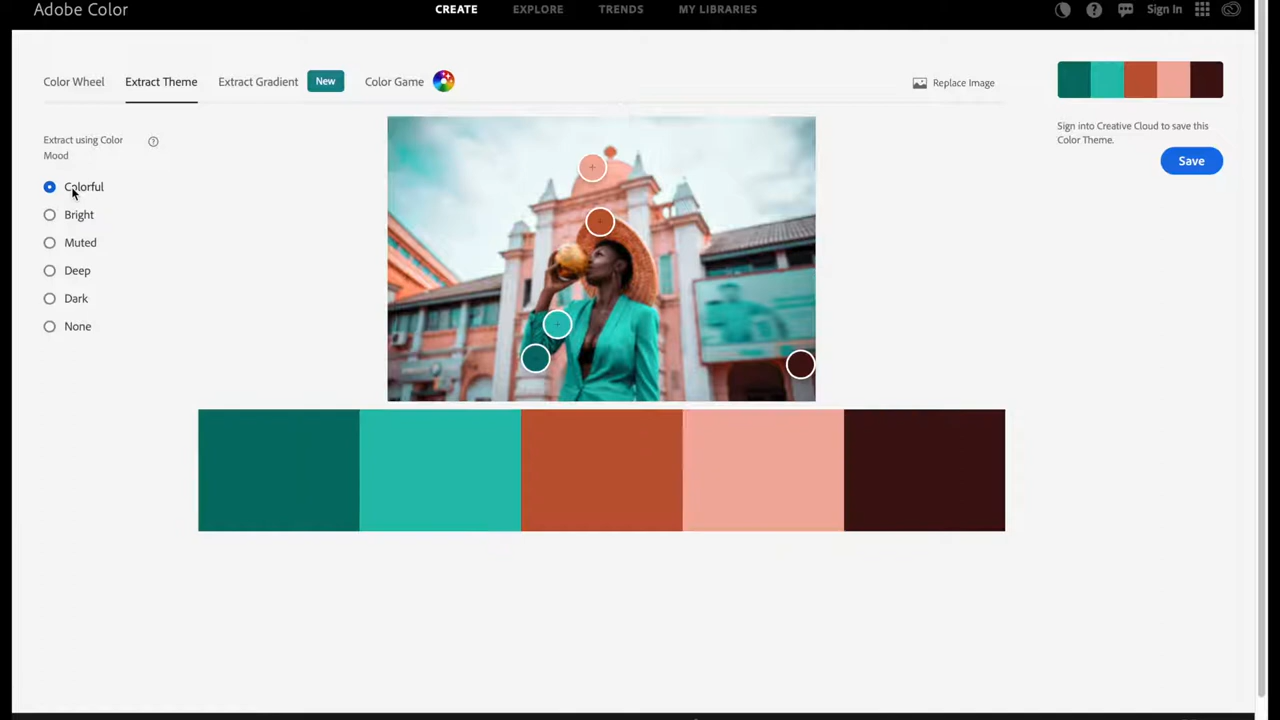 Adobe Color
CREATE
EXPLORE
TRENDS
MY LIBRARIES
Sign In
Color Wheel
Extract Theme
Extract Gradient
New
Color Game
Replace Image
Extract using Color
Mood
Colorful
Bright
Muted
Deep
Dark
None
Sign into Creative Cloud to save this
Color Theme.
Save